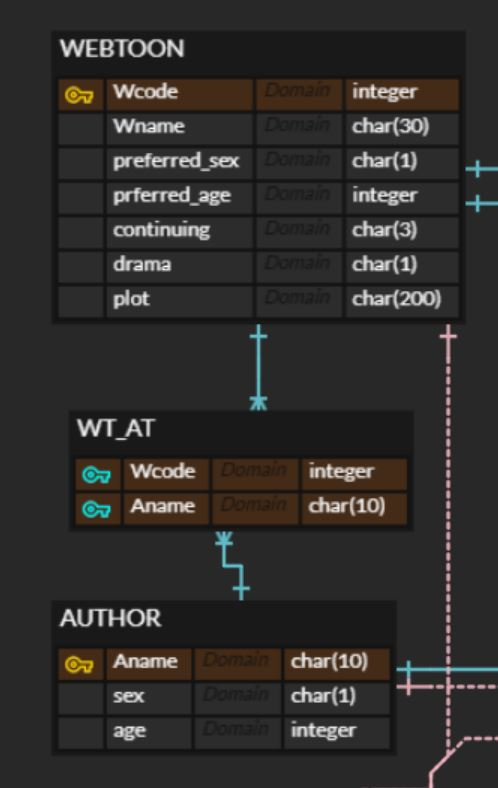 WEBTOON
Wcode Domain integer
Wname Domain char(30)
preferred_sex Domain char(1)
prferred_age Domain integer
continuing Domain char(3)
drama Domain char(1)
plot Domain char(200)
WT_AT
Wcode Domain integer
Aname Domain char(10)
AUTHOR
Aname Domain char(10)
sex Domain char(1)
age Domain integer